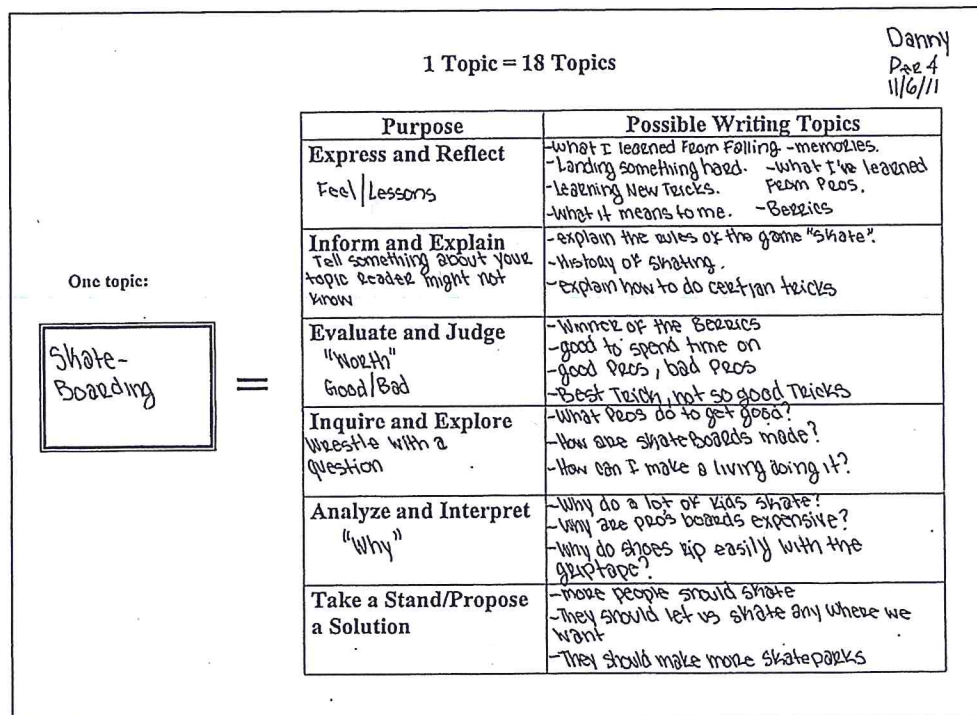 Danny
Per 4
11/6/11
1 Topic = 18 Topics
Purpose
Possible Writing Topics
Express and Reflect
Feel/Lessons
-What I learned From Falling -memories.
-Landing something hard. -What I've learned
-learning New Tricks. From Pros.
-What it means to me. -Berrics
Inform and Explain
Tell something about your
topic reader might not
know
-explain the rules of the game "Skate".
-History of skating.
-explain how to do certian tricks
One topic:
Skate-
Boarding
=
Evaluate and Judge
"Worth"
Good/Bad
-Winner of the Berrics
-good to spend time on
-good Pros, bad Pros
-Best Trick, not so good Tricks
Inquire and Explore
Wrestle with a
question
-What Pros do to get good?
-How are skateboards made?
-How can I make a living doing it?
Analyze and Interpret
"Why"
-Why do a lot of kids skate?
-Why are pro's boards expensive?
-Why do shoes rip easily with the
griptape?
Take a Stand/Propose
a Solution
-more people should skate
-They should let us skate any where we
want
-They should make more skateparks